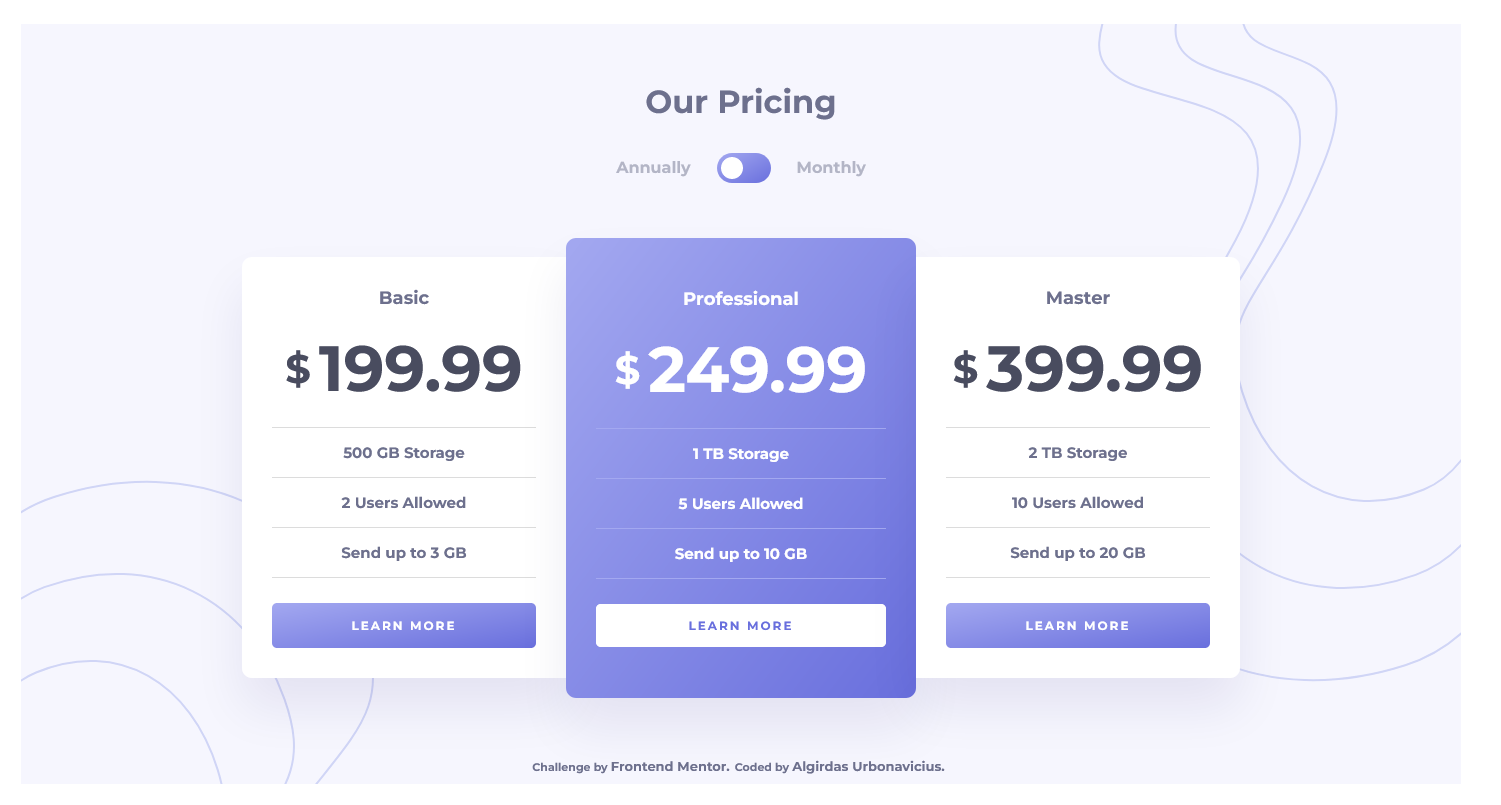 Our Pricing
Annually
Monthly
Basic
$ 199.99
500 GB Storage
2 Users Allowed
Send up to 3 GB
LEARN MORE
Professional
$ 249.99
1 TB Storage
5 Users Allowed
Send up to 10 GB
LEARN MORE
Master
$ 399.99
2 TB Storage
10 Users Allowed
Send up to 20 GB
LEARN MORE
Challenge by Frontend Mentor. Coded by Algirdas Urbonavicius.